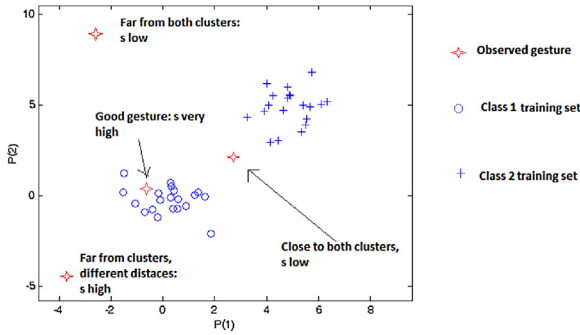 10
Far from both clusters:
s low
Observed gesture
Good gesture: s very
high
Class 1 training set
5
P(2)
Class 2 training set
0
Close to both clusters,
s low
Far from clusters,
different distaces:
s high
-5
-4
-2
0
2
4
6
8
P(1)